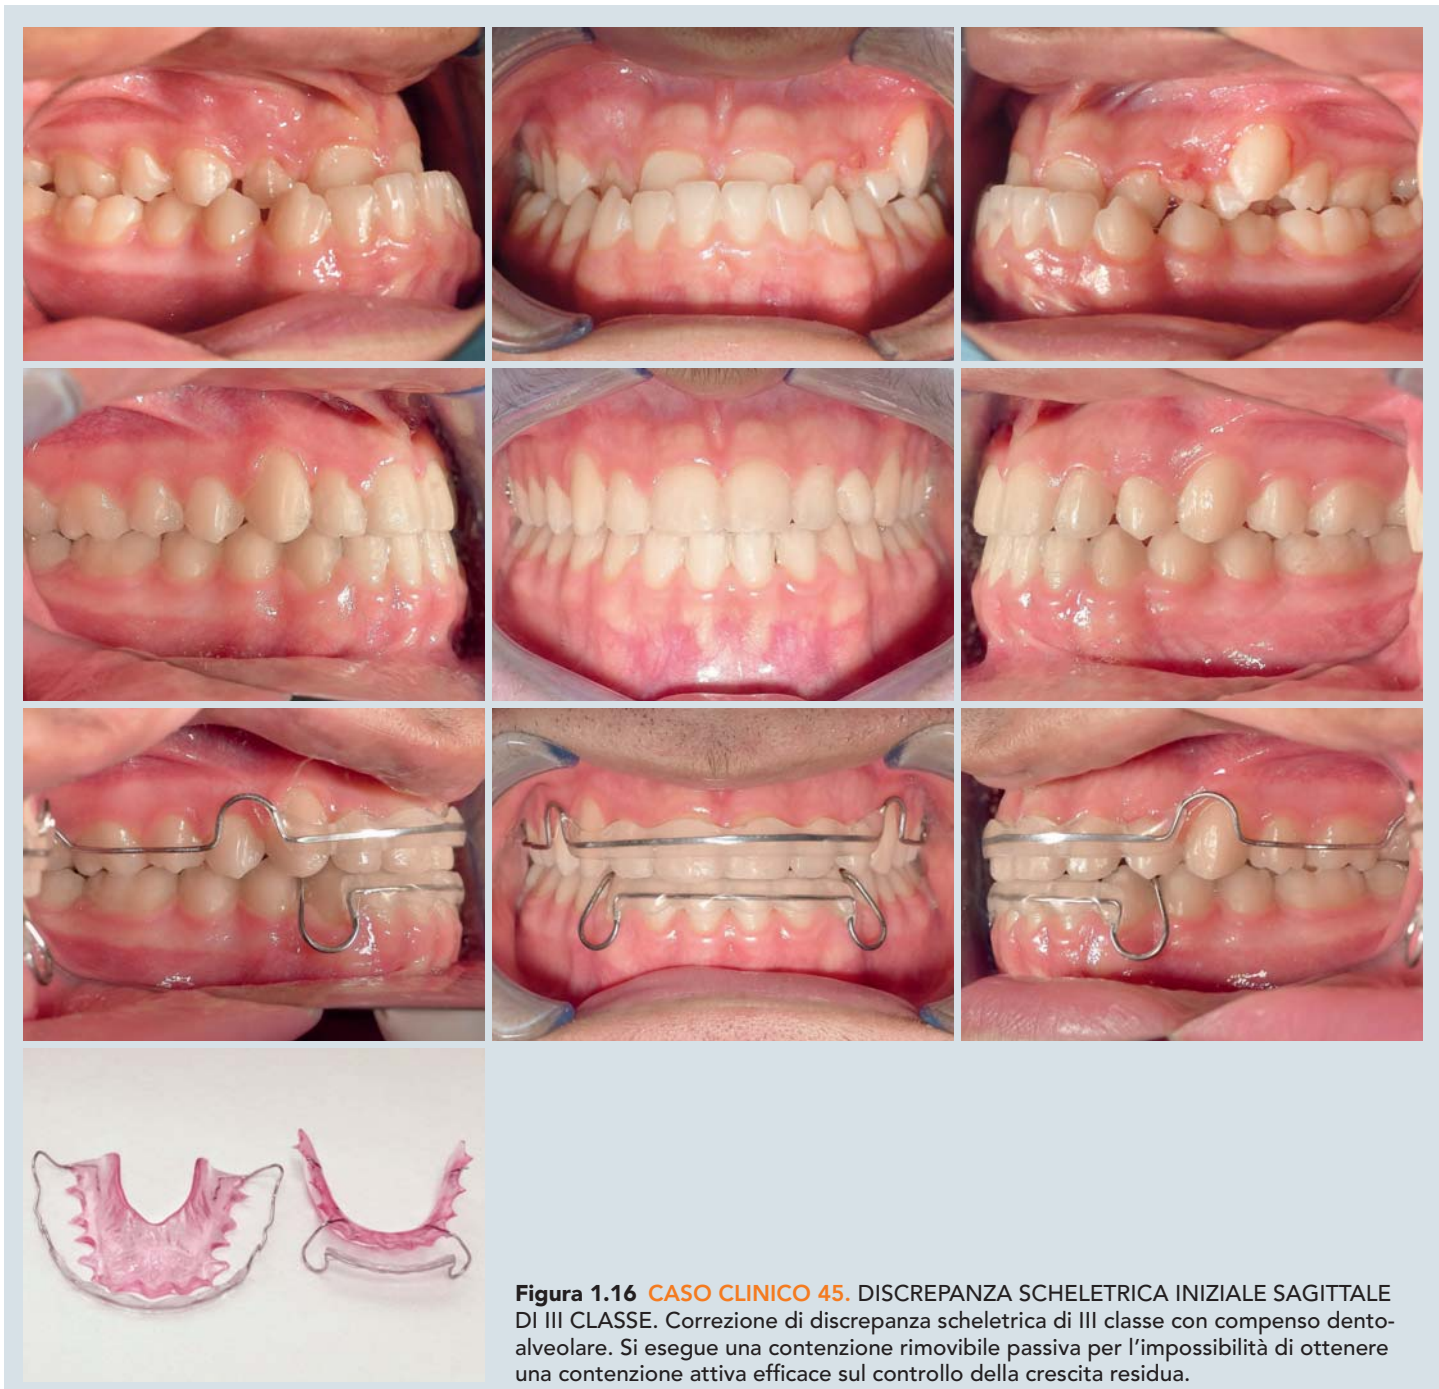 Figura 1.16 CASO CLINICO 45. DISCREPANZA SCHELETRICA INIZIALE SAGITTALE
DI III CLASSE. Correzione di discrepanza scheletrica di III classe con compenso dento-
alveolare. Si esegue una contenzione rimovibile passiva per l’impossibilità di ottenere
una contenzione attiva efficace sul controllo della crescita residua.